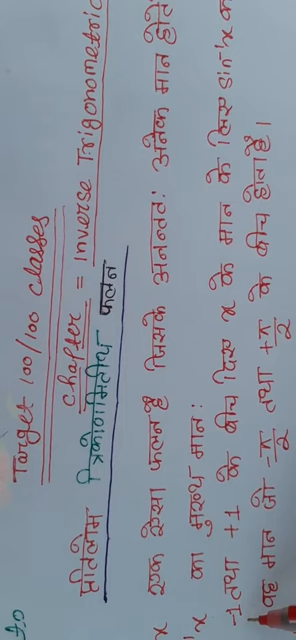 Target 100/100 Classes
Chapter = Inverse Trigonometric
प्रतिलोम त्रिकोणमितीय फलन
x एक ऐसा फलन है जिसके अनन्ततः अनेक मान होते
x का मुख्य मान:
-1 तथा +1 के बीच दिए x के मान के लिए sin⁻¹x का
वह मान जो -π/2 तथा +π/2 के बीच होता है।